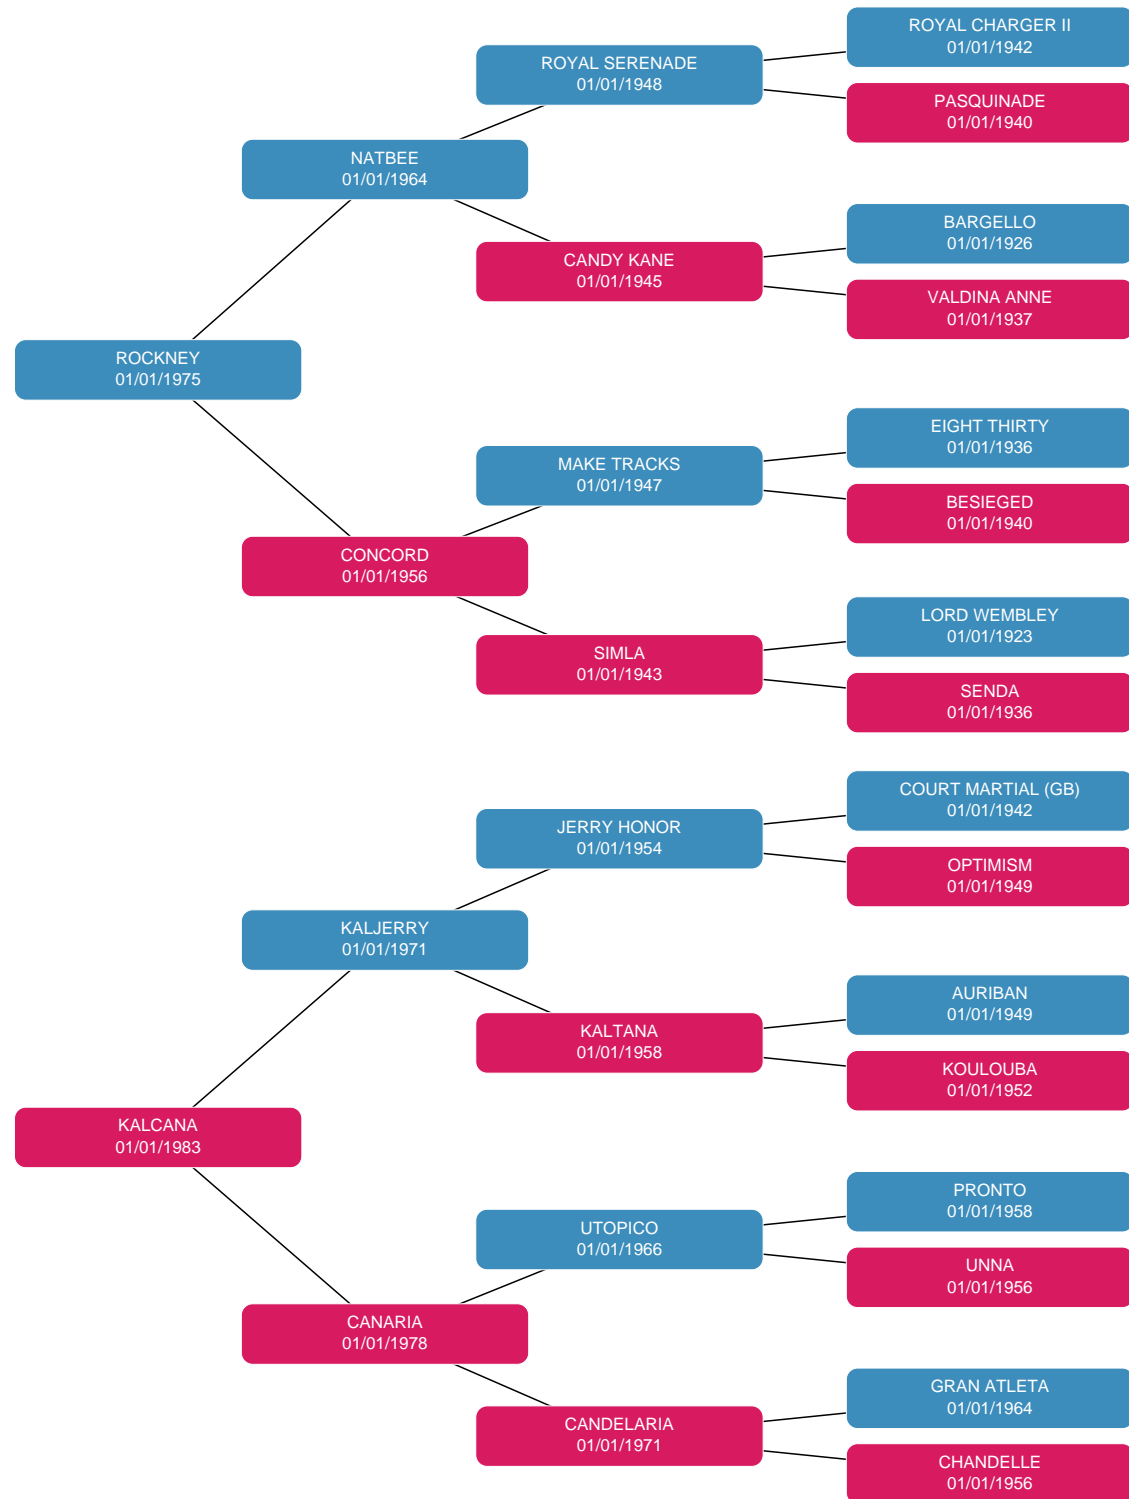 ROYAL CHARGER II
01/01/1942
ROYAL SERENADE
01/01/1948
PASQUINADE
01/01/1940
NATBEE
01/01/1964
BARGELLO
01/01/1926
CANDY KANE
01/01/1945
VALDINA ANNE
01/01/1937
ROCKNEY
01/01/1975
EIGHT THIRTY
01/01/1936
MAKE TRACKS
01/01/1947
BESIEGED
01/01/1940
CONCORD
01/01/1956
LORD WEMBLEY
01/01/1923
SIMLA
01/01/1943
SENDA
01/01/1936
COURT MARTIAL (GB)
01/01/1942
JERRY HONOR
01/01/1954
OPTIMISM
01/01/1949
KALJERRY
01/01/1971
AURIBAN
01/01/1949
KALTANA
01/01/1958
KOULOUBA
01/01/1952
KALCANA
01/01/1983
PRONTO
01/01/1958
UTOPICO
01/01/1966
UNNA
01/01/1956
CANARIA
01/01/1978
GRAN ATLETA
01/01/1964
CANDELARIA
01/01/1971
CHANDELLE
01/01/1956